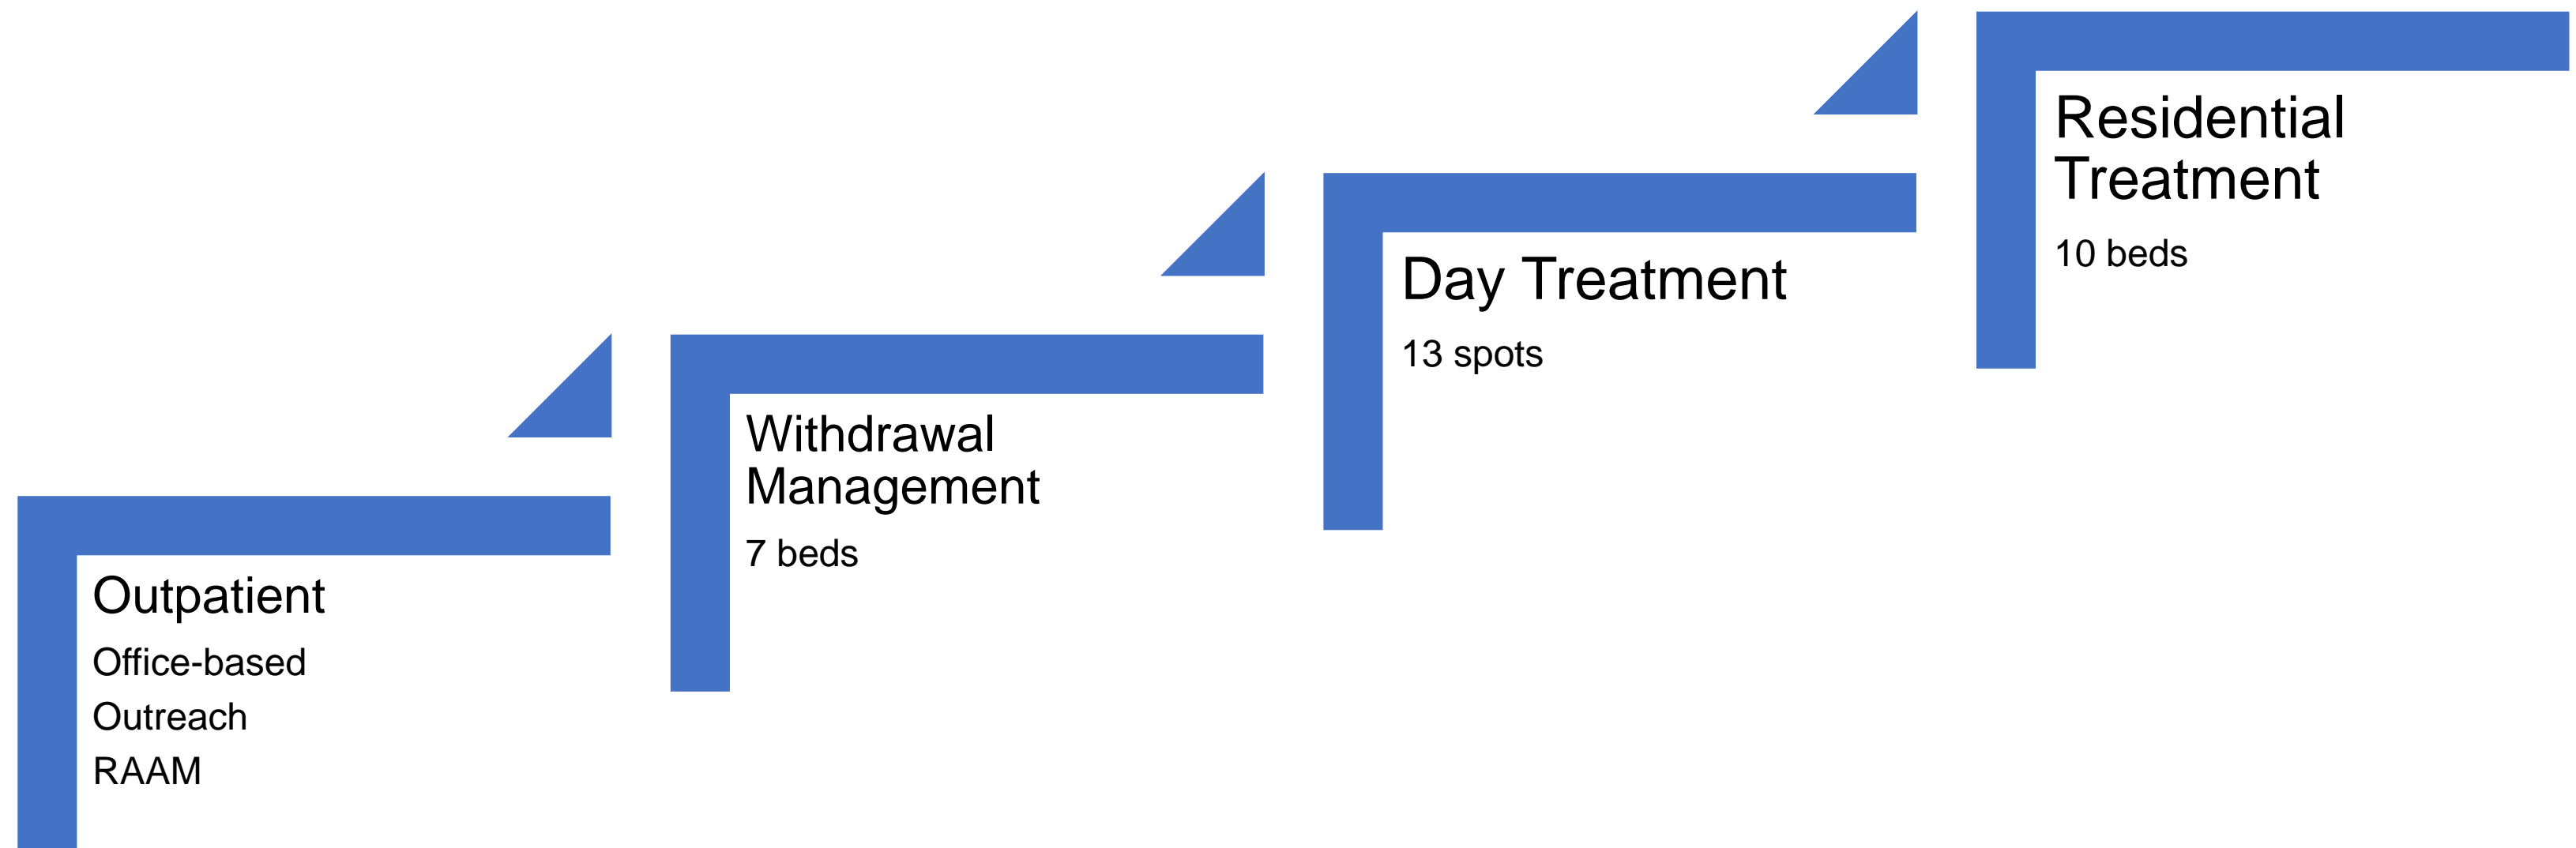 Outpatient
Office-based
Outreach
RAAM
Withdrawal
Management
7 beds
Day Treatment
13 spots
Residential
Treatment
10 beds